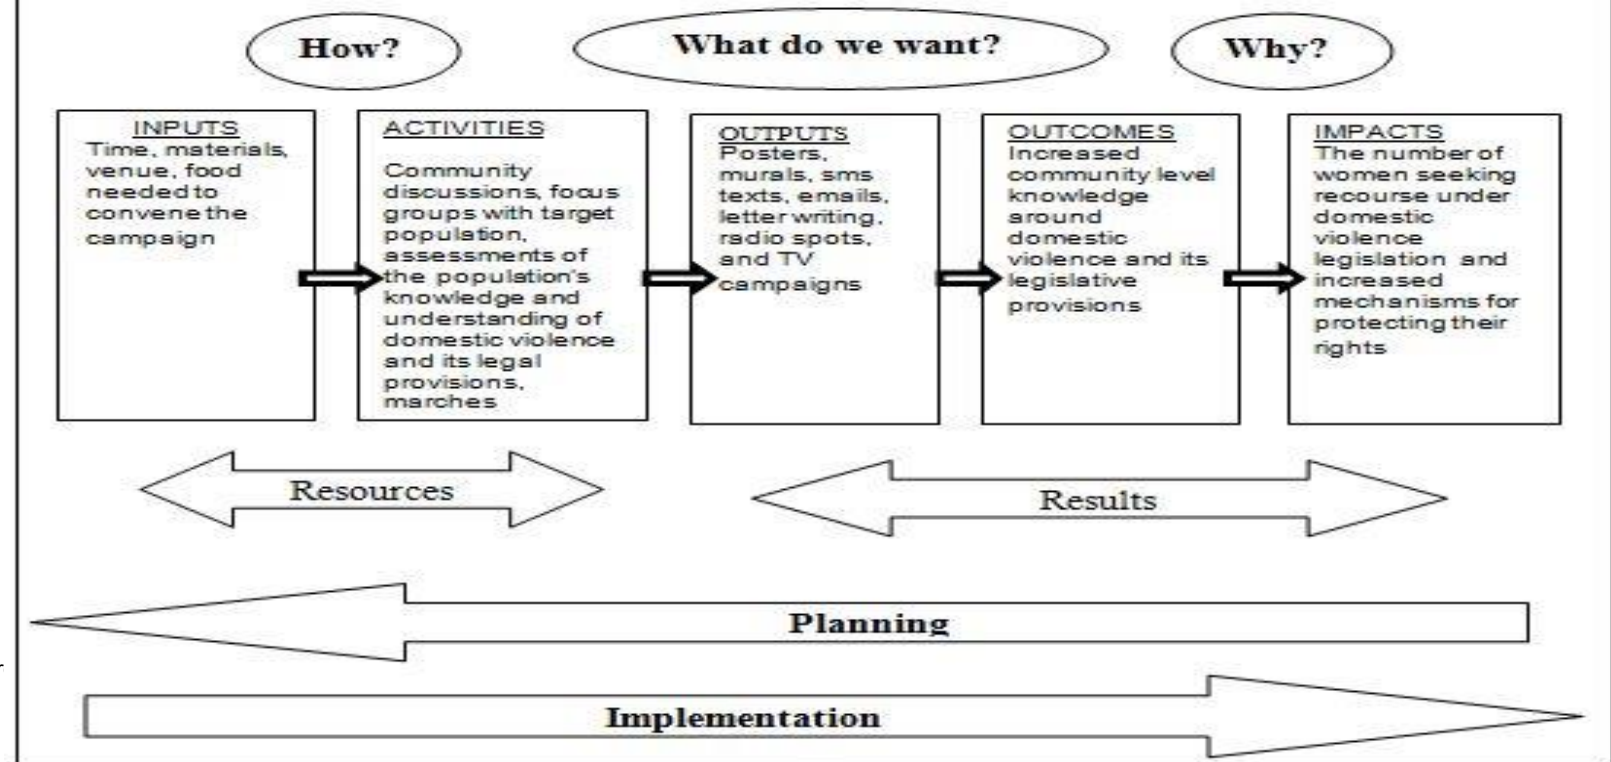 How?
What do we want?
Why?
INPUTS
Time, materials,
venue, food
needed to
convene the
campaign
ACTIVITIES
Community
discussions, focus
groups with target
population,
assessments of
the population's
knowledge and
understanding of
domestic violence
and its legal
provisions,
marches
OUTPUTS
Posters,
murals, sms
texts, emails,
letter writing,
radio spots,
and TV
campaigns
OUTCOMES
Increased
community level
knowledge
around
domestic
violence and its
legislative
provisions
IMPACTS
The number of
women seeking
recourse under
domestic
violence
legislation and
increased
mechanisms for
protecting their
rights
Resources
Results
Planning
Implementation